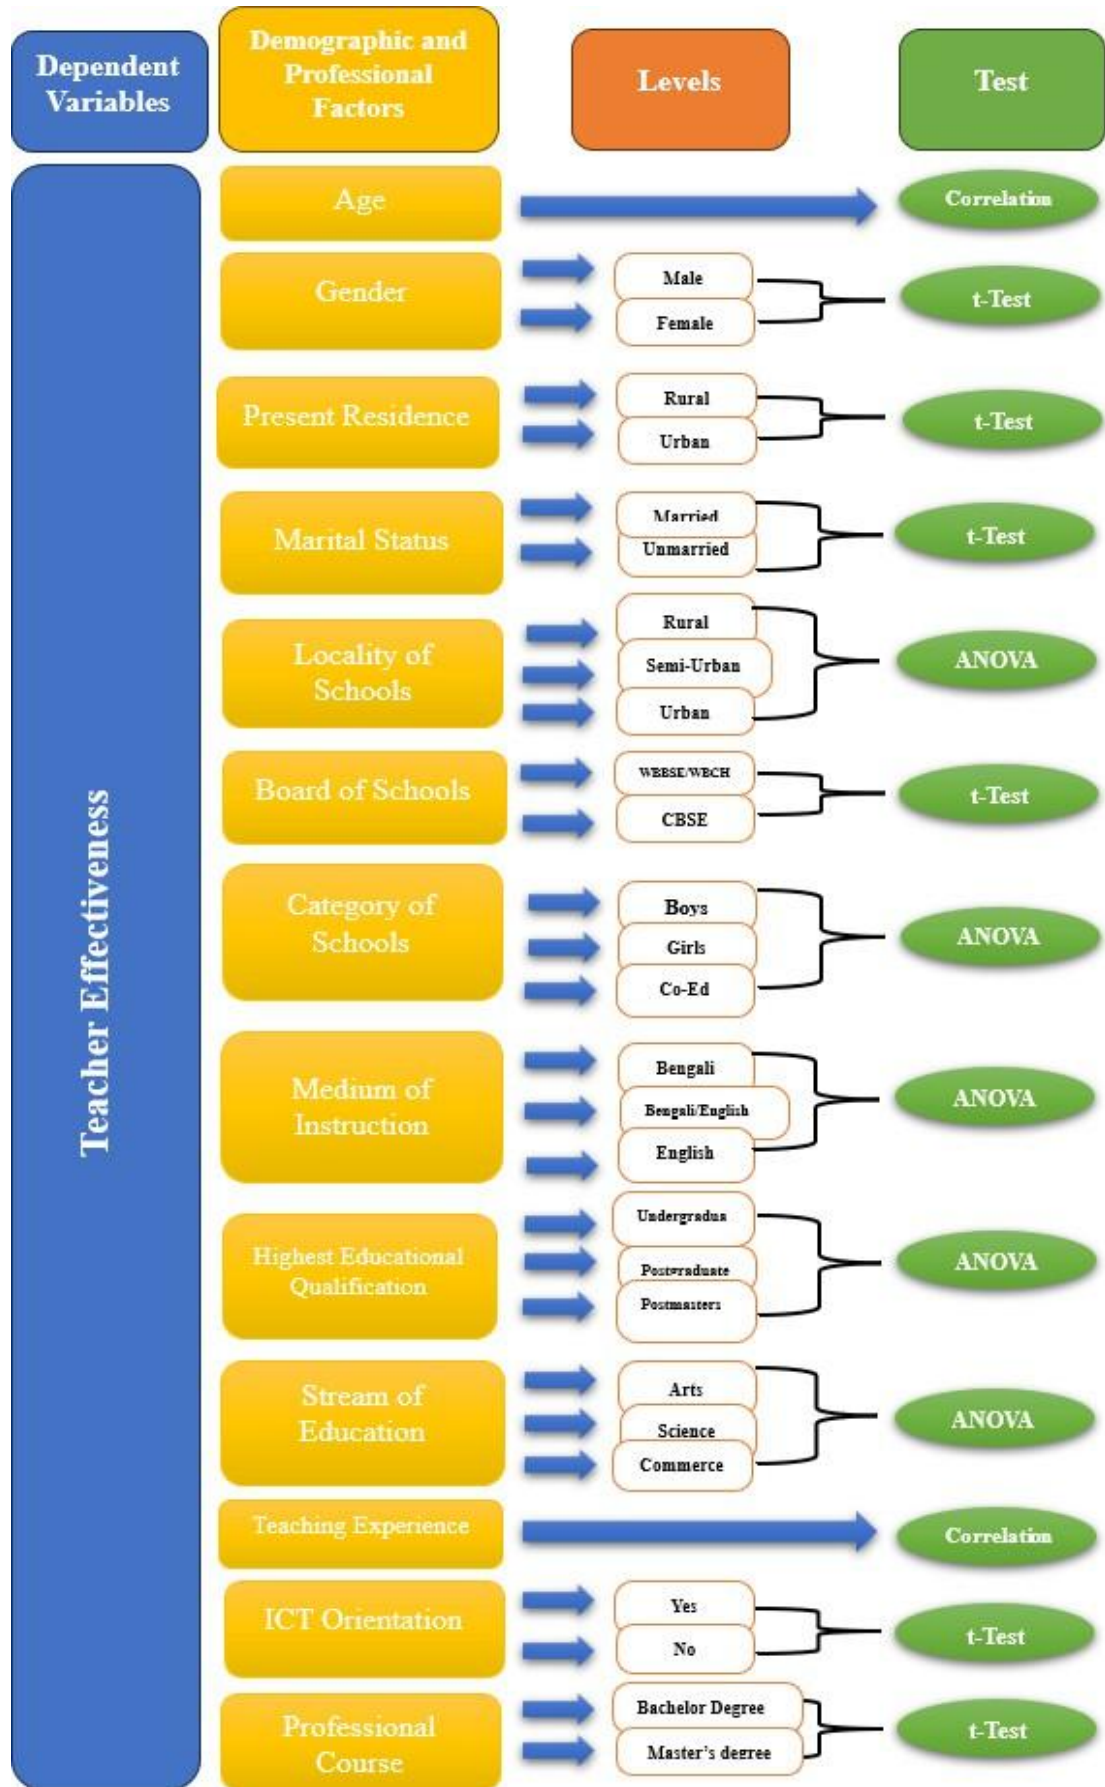 Dependent
Variables
Demographic and
Professional
Factors
Levels
Test
Teacher Effectiveness
Age
Correlation
Gender
Male
Female
t-Test
Present Residence
Rural
Urban
t-Test
Marital Status
Married
Unmarried
t-Test
Locality of
Schools
Rural
Semi-Urban
Urban
ANOVA
Board of Schools
WBBSE/WBCH
CBSE
t-Test
Category of
Schools
Boys
Girls
Co-Ed
ANOVA
Medium of
Instruction
Bengali
Bengali/English
English
ANOVA
Highest Educational
Qualification
Undergradua
Postgraduate
Postmasters
ANOVA
Stream of
Education
Arts
Science
Commerce
ANOVA
Teaching Experience
Correlation
ICT Orientation
Yes
No
t-Test
Professional
Course
Bachelor Degree
Master's degree
t-Test